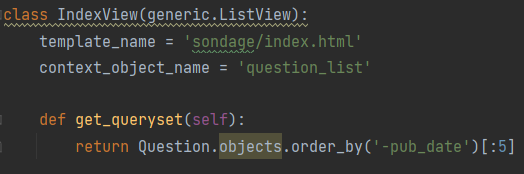 class IndexView(generic.ListView):
    template_name = 'sondage/index.html'
    context_object_name = 'question_list'
    def get_queryset(self):
        return Question.objects.order_by('-pub_date')[:5]